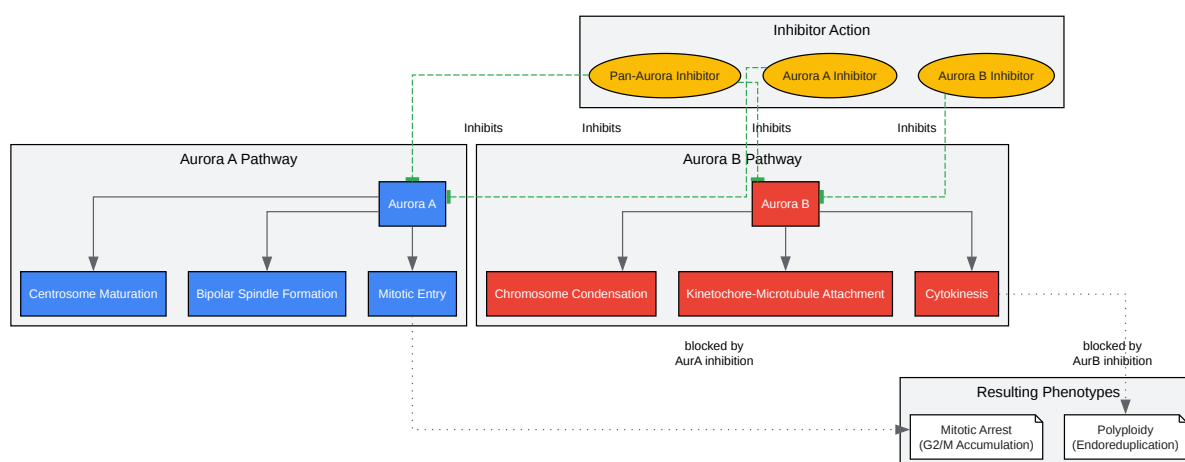 Inhibitor Action
Pan-Aurora Inhibitor
Aurora A Inhibitor
Aurora B Inhibitor
Inhibits
Inhibits
Inhibits
Inhibits
Aurora A Pathway
Aurora B Pathway
Aurora A
Aurora B
Centrosome Maturation
Bipolar Spindle Formation
Mitotic Entry
Chromosome Condensation
Kinetochore-Microtubule Attachment
Cytokinesis
blocked by
AurA inhibition
blocked by
AurB inhibition
Resulting Phenotypes
Mitotic Arrest
(G2/M Accumulation)
Polyploidy
(Endoreduplication)